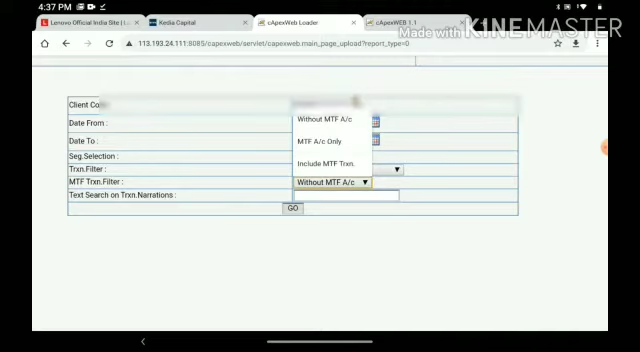 4:37 PM
Lenovo Official India Site | L
Kedia Capital
cApexWeb Loader
cApexWEB 1.1
Made with KINEMASTER
113.193.24.111:8085/capexweb/servlet/capexweb.main_page_upload?report_type=0
Client Co
Date From :
Without MTF A/c
Date To :
MTF A/c Only
Seg.Selection :
Include MTF Trxn.
Trxn.Filter :
MTF Trxn.Filter :
Without MTF A/c
Text Search on Trxn.Narrations :
GO